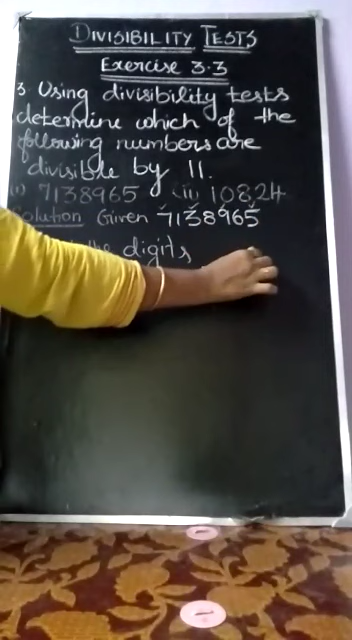 DIVISIBILITY TESTS
Exercise 3.3
3. Using divisibility tests
determine which of the
following numbers are
divisible by 11.
(i) 7138965 (ii) 10824
Solution Given 7138965
the digits